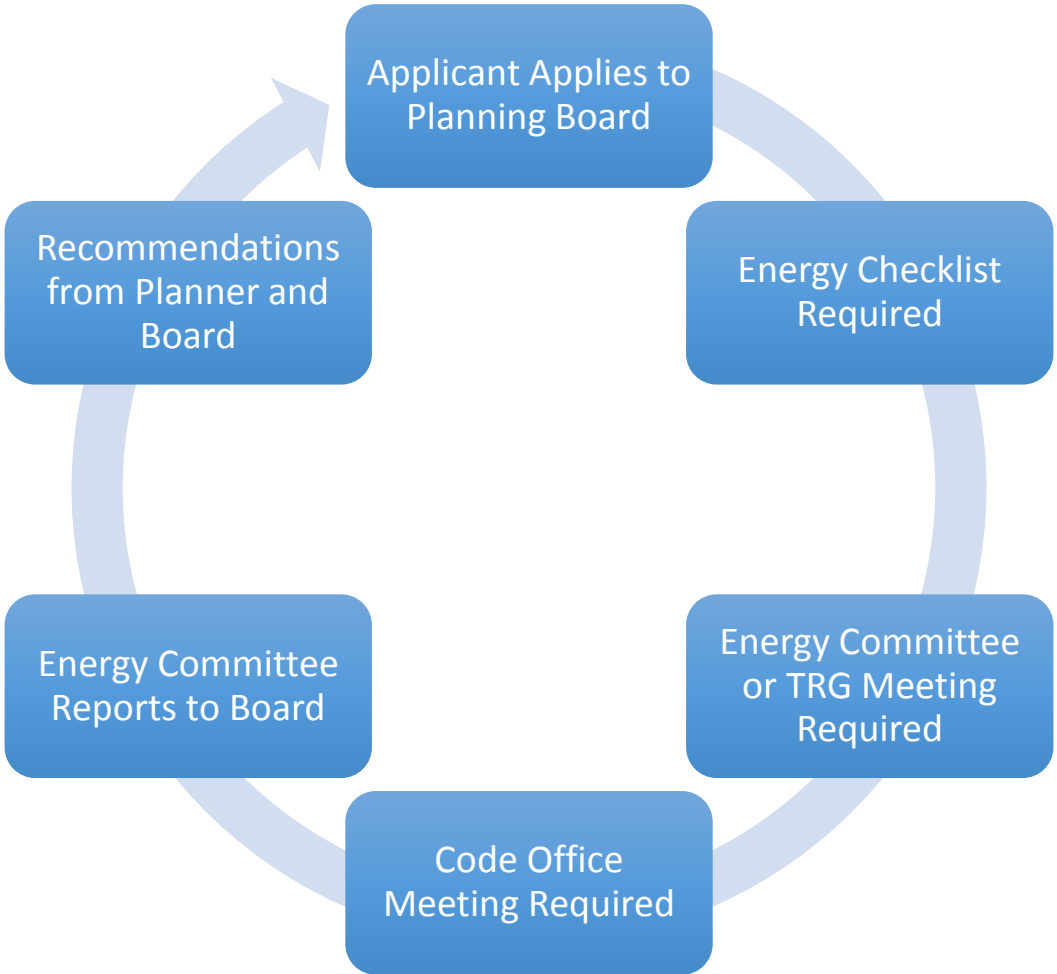 Applicant Applies to
Planning Board
Energy Checklist
Required
Energy Committee
or TRG Meeting
Required
Code Office
Meeting Required
Energy Committee
Reports to Board
Recommendations
from Planner and
Board